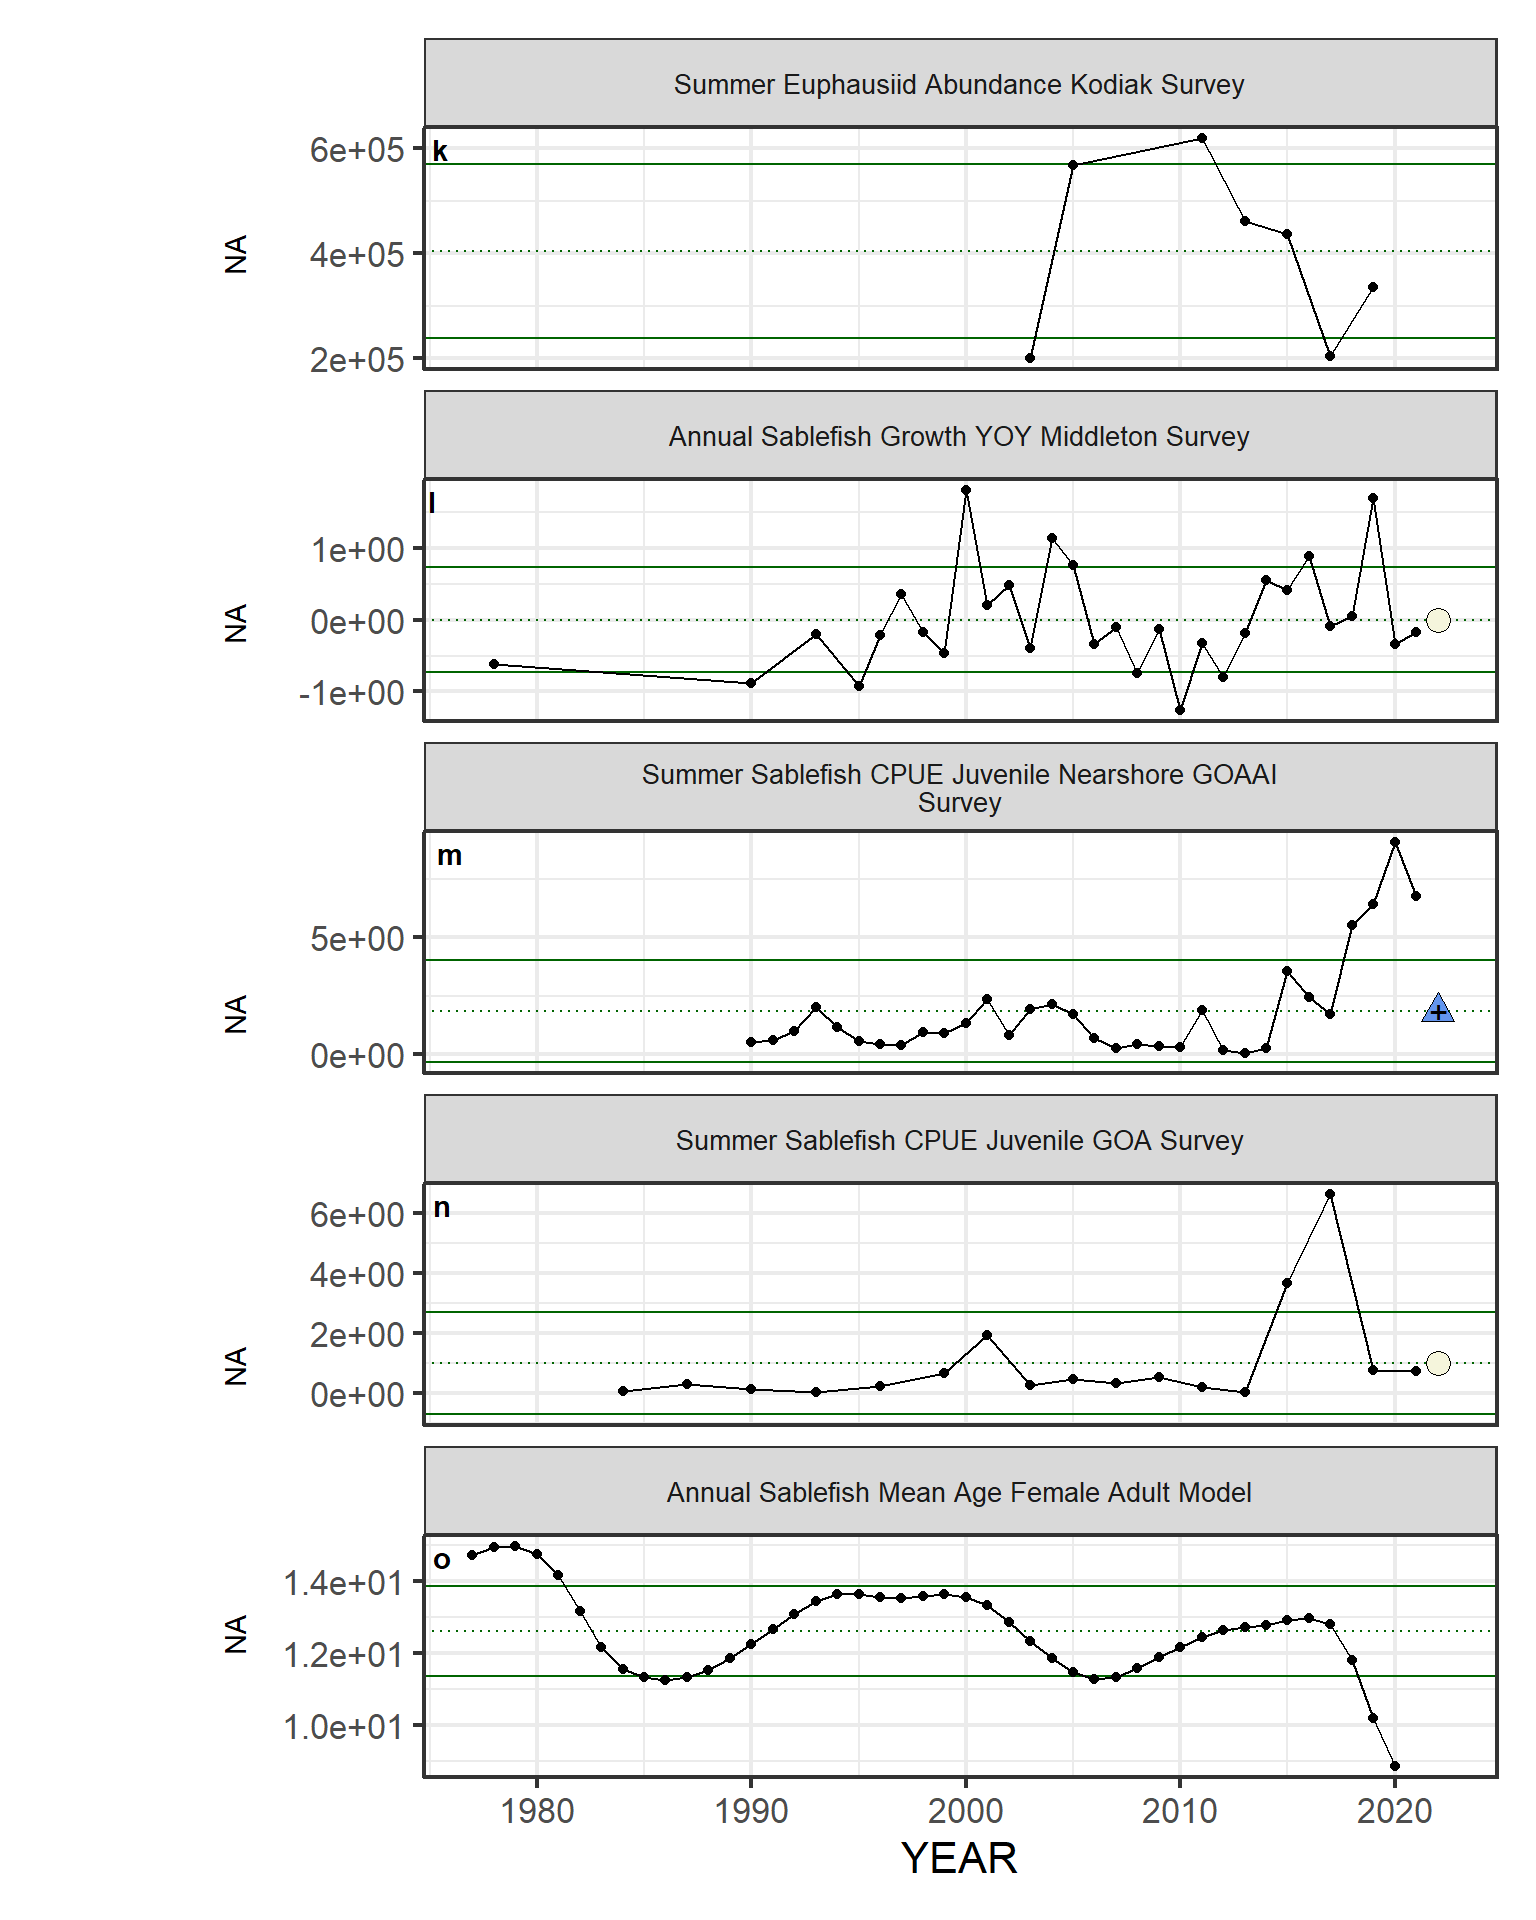 Summer Euphausiid Abundance Kodiak Survey
k
6e+05
4e+05
2e+05
NA
Annual Sablefish Growth YOY Middleton Survey
l
1e+00
0e+00
-1e+00
NA
Summer Sablefish CPUE Juvenile Nearshore GOAAI
Survey
m
5e+00
0e+00
NA
+
Summer Sablefish CPUE Juvenile GOA Survey
n
6e+00
4e+00
2e+00
0e+00
NA
Annual Sablefish Mean Age Female Adult Model
o
1.4e+01
1.2e+01
1.0e+01
NA
1980 1990 2000 2010 2020
YEAR